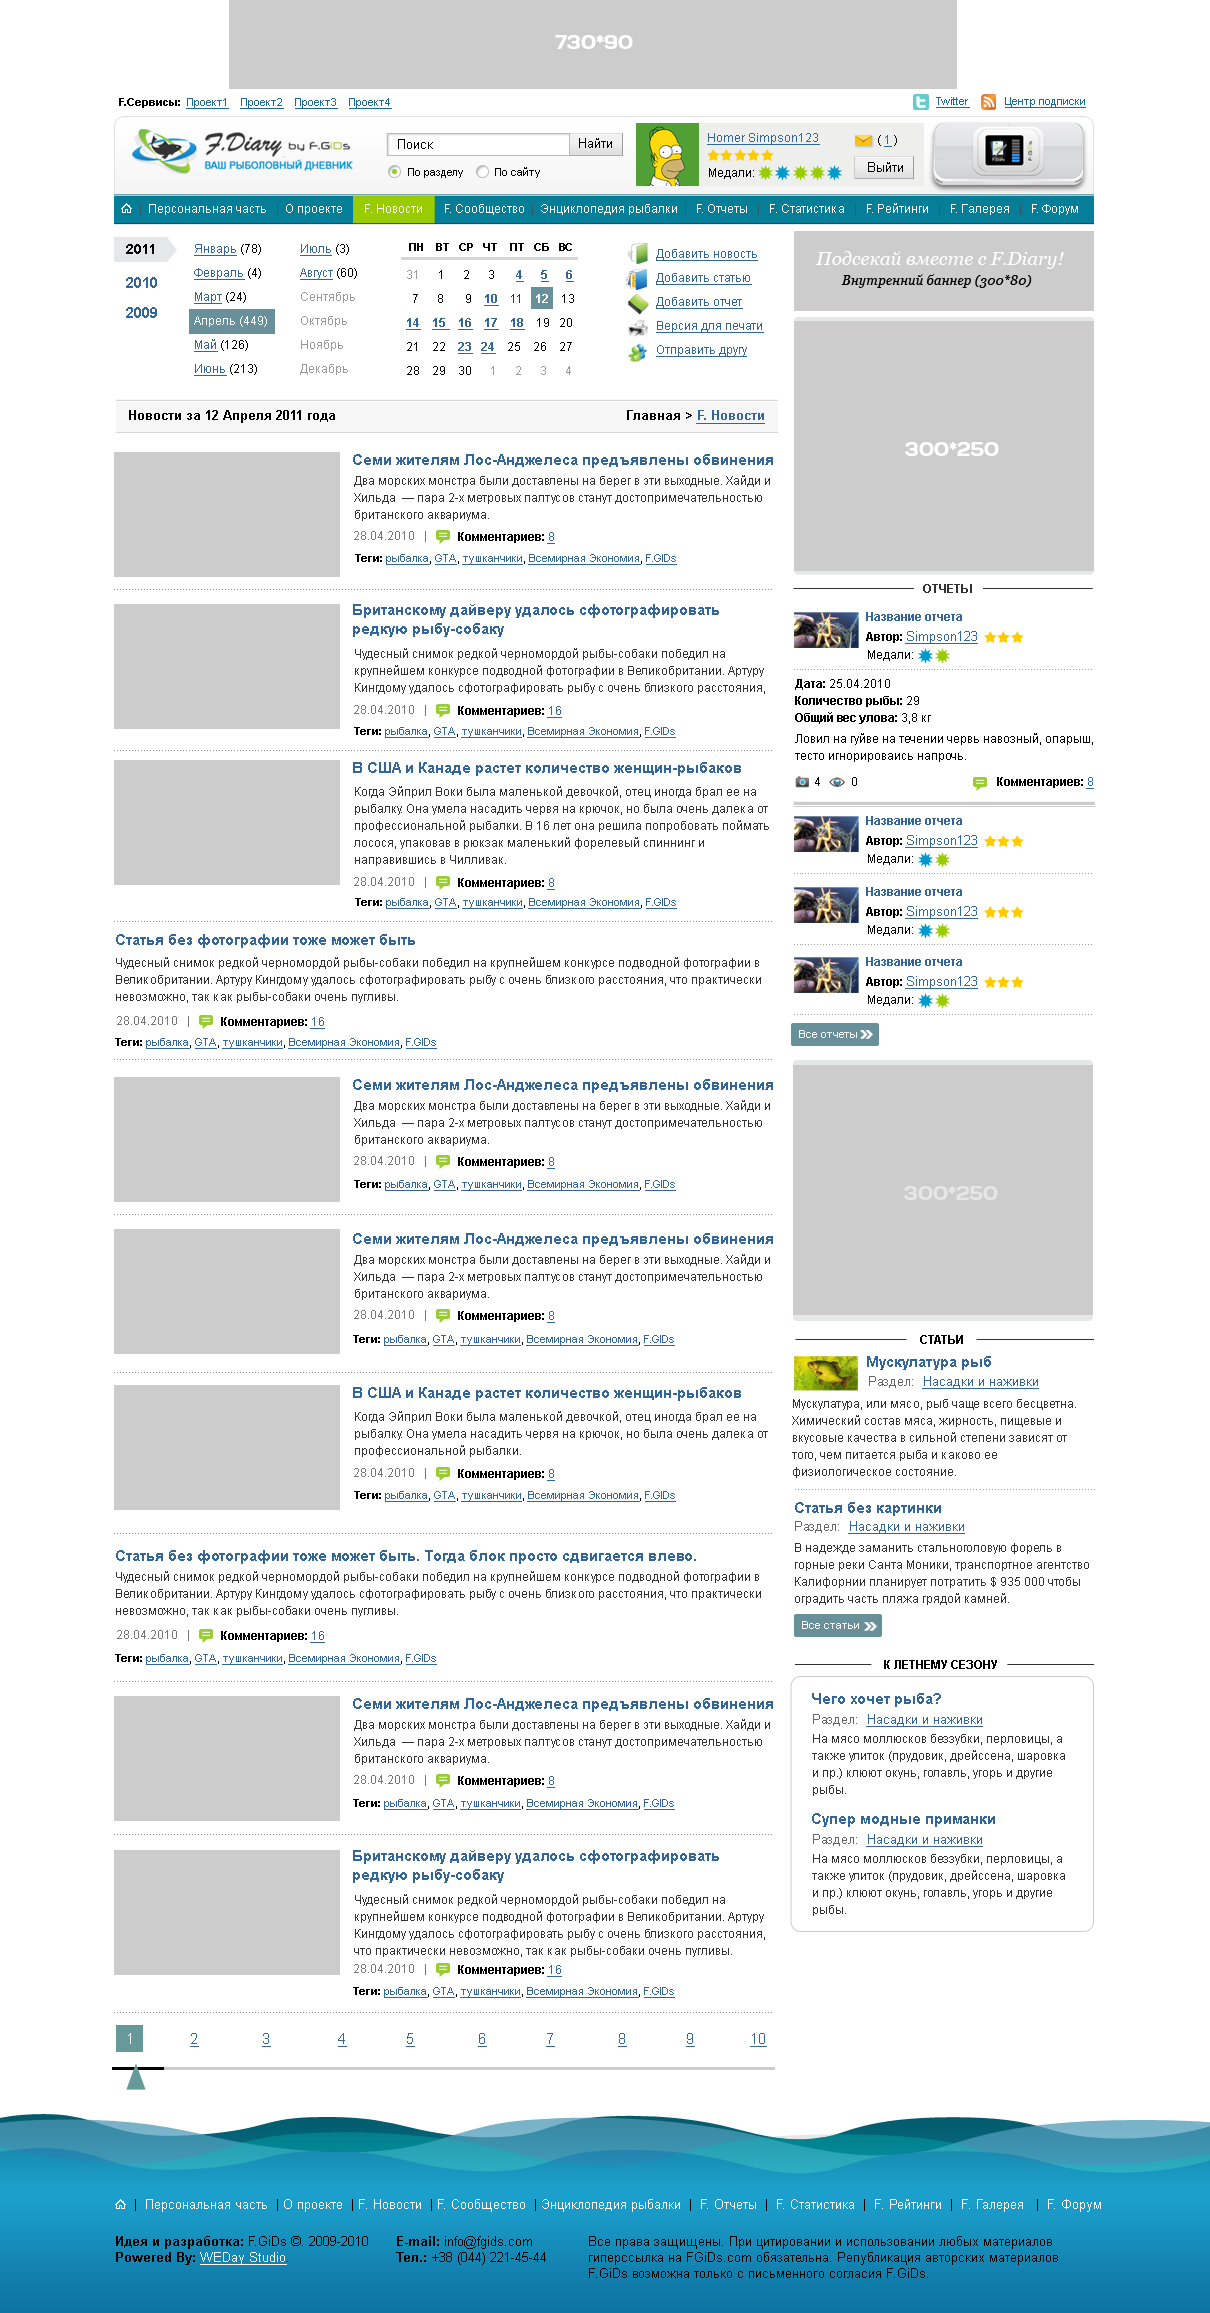 730*90
F.Сервисы: Проект1 Проект2 Проект3 Проект4
Twitter Центр подписки
F.Diary by F.GiDs
ВАШ РЫБОЛОВНЫЙ ДНЕВНИК
Поиск Найти
По разделу По сайту
Homer Simpson123
(1)
Медали:
Выйти
Персональная часть О проекте F. Новости F. Сообщество Энциклопедия рыбалки F. Отчеты F. Статистика F. Рейтинги F. Галерея F. Форум
2011
2010
2009
Январь (78) Июль (3)
Февраль (4) Август (60)
Март (24) Сентябрь
Апрель (449) Октябрь
Май (126) Ноябрь
Июнь (213) Декабрь
ПН ВТ СР ЧТ ПТ СБ ВС
31 1 2 3 4 5 6
7 8 9 10 11 12 13
14 15 16 17 18 19 20
21 22 23 24 25 26 27
28 29 30 1 2 3 4
Добавить новость
Добавить статью
Добавить отчет
Версия для печати
Отправить другу
Новости за 12 Апреля 2011 года
Главная > F. Новости
Семи жителям Лос-Анджелеса предъявлены обвинения
Два морских монстра были доставлены на берег в эти выходные. Хайди и
Хильда — пара 2-х метровых палтусов станут достопримечательностью
британского аквариума.
28.04.2010 | Комментариев: 8
Теги: рыбалка, GTA, тушканчики, Всемирная Экономия, F.GIDs
Британскому дайверу удалось сфотографировать
редкую рыбу-собаку
Чудесный снимок редкой черномордой рыбы-собаки победил на
крупнейшем конкурсе подводной фотографии в Великобритании. Артуру
Кингдому удалось сфотографировать рыбу с очень близкого расстояния,
28.04.2010 | Комментариев: 16
Теги: рыбалка, GTA, тушканчики, Всемирная Экономия, F.GIDs
В США и Канаде растет количество женщин-рыбаков
Когда Эйприл Воки была маленькой девочкой, отец иногда брал ее на
рыбалку. Она умела насадить червя на крючок, но была очень далека от
профессиональной рыбалки. В 16 лет она решила попробовать поймать
лосося, упаковав в рюкзак маленький форелевый спиннинг и
направившись в Чилливак.
28.04.2010 | Комментариев: 8
Теги: рыбалка, GTA, тушканчики, Всемирная Экономия, F.GIDs
Статья без фотографии тоже может быть
Чудесный снимок редкой черномордой рыбы-собаки победил на крупнейшем конкурсе подводной фотографии в
Великобритании. Артуру Кингдому удалось сфотографировать рыбу с очень близкого расстояния, что практически
невозможно, так как рыбы-собаки очень пугливы.
28.04.2010 | Комментариев: 16
Теги: рыбалка, GTA, тушканчики, Всемирная Экономия, F.GIDs
Семи жителям Лос-Анджелеса предъявлены обвинения
Два морских монстра были доставлены на берег в эти выходные. Хайди и
Хильда — пара 2-х метровых палтусов станут достопримечательностью
британского аквариума.
28.04.2010 | Комментариев: 8
Теги: рыбалка, GTA, тушканчики, Всемирная Экономия, F.GIDs
Семи жителям Лос-Анджелеса предъявлены обвинения
Два морских монстра были доставлены на берег в эти выходные. Хайди и
Хильда — пара 2-х метровых палтусов станут достопримечательностью
британского аквариума.
28.04.2010 | Комментариев: 8
Теги: рыбалка, GTA, тушканчики, Всемирная Экономия, F.GIDs
В США и Канаде растет количество женщин-рыбаков
Когда Эйприл Воки была маленькой девочкой, отец иногда брал ее на
рыбалку. Она умела насадить червя на крючок, но была очень далека от
профессиональной рыбалки.
28.04.2010 | Комментариев: 8
Теги: рыбалка, GTA, тушканчики, Всемирная Экономия, F.GIDs
Статья без фотографии тоже может быть. Тогда блок просто сдвигается влево.
Чудесный снимок редкой черномордой рыбы-собаки победил на крупнейшем конкурсе подводной фотографии в
Великобритании. Артуру Кингдому удалось сфотографировать рыбу с очень близкого расстояния, что практически
невозможно, так как рыбы-собаки очень пугливы.
28.04.2010 | Комментариев: 16
Теги: рыбалка, GTA, тушканчики, Всемирная Экономия, F.GIDs
Семи жителям Лос-Анджелеса предъявлены обвинения
Два морских монстра были доставлены на берег в эти выходные. Хайди и
Хильда — пара 2-х метровых палтусов станут достопримечательностью
британского аквариума.
28.04.2010 | Комментариев: 8
Теги: рыбалка, GTA, тушканчики, Всемирная Экономия, F.GIDs
Британскому дайверу удалось сфотографировать
редкую рыбу-собаку
Чудесный снимок редкой черномордой рыбы-собаки победил на
крупнейшем конкурсе подводной фотографии в Великобритании. Артуру
Кингдому удалось сфотографировать рыбу с очень близкого расстояния,
что практически невозможно, так как рыбы-собаки очень пугливы.
28.04.2010 | Комментариев: 16
Теги: рыбалка, GTA, тушканчики, Всемирная Экономия, F.GIDs
1 2 3 4 5 6 7 8 9 10
Подсекай вместе с F.Diary!
Внутренний баннер (300*80)
300*250
ОТЧЕТЫ
Название отчета
Автор: Simpson123
Медали:
Дата: 25.04.2010
Количество рыбы: 29
Общий вес улова: 3,8 кг
Ловил на гуйве на течении червь навозный, опарыш,
тесто игнорироваись напрочь.
4 0 Комментариев: 8
Название отчета
Автор: Simpson123
Медали:
Название отчета
Автор: Simpson123
Медали:
Название отчета
Автор: Simpson123
Медали:
Все отчеты
300*250
СТАТЬИ
Мускулатура рыб
Раздел: Насадки и наживки
Мускулатура, или мясо, рыб чаще всего бесцветна.
Химический состав мяса, жирность, пищевые и
вкусовые качества в сильной степени зависят от
того, чем питается рыба и каково ее
физиологическое состояние.
Статья без картинки
Раздел: Насадки и наживки
В надежде заманить стальноголовую форель в
горные реки Санта Моники, транспортное агентство
Калифорнии планирует потратить $ 935 000 чтобы
оградить часть пляжа грядой камней.
Все статьи
К ЛЕТНЕМУ СЕЗОНУ
Чего хочет рыба?
Раздел: Насадки и наживки
На мясо моллюсков беззубки, перловицы, а
также улиток (прудовик, дрейссена, шаровка
и пр.) клюют окунь, голавль, угорь и другие
рыбы.
Супер модные приманки
Раздел: Насадки и наживки
На мясо моллюсков беззубки, перловицы, а
также улиток (прудовик, дрейссена, шаровка
и пр.) клюют окунь, голавль, угорь и другие
рыбы.
| Персональная часть | О проекте | F. Новости | F. Сообщество | Энциклопедия рыбалки | F. Отчеты | F. Статистика | F. Рейтинги | F. Галерея | F. Форум
Идея и разработка: F.GiDs ©. 2009-2010
Powered By: WEDay Studio
E-mail: info@fgids.com
Тел.: +38 (044) 221-45-44
Все права защищены. При цитировании и использовании любых материалов
гиперссылка на FGiDs.com обязательна. Републикация авторских материалов
F.GiDs возможна только с письменного согласия F.GiDs.